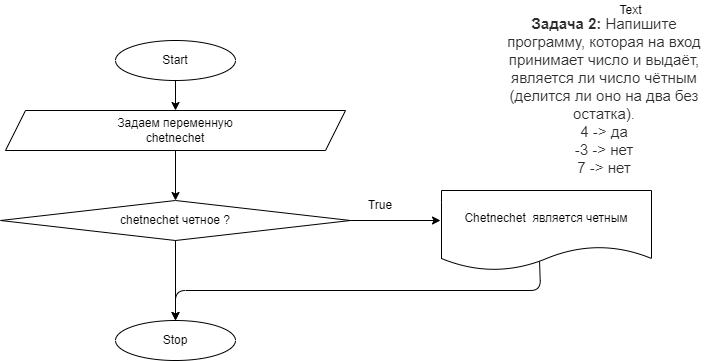 Text
Задача 2: Напишите
программу, которая на вход
принимает число и выдаёт,
является ли число чётным
(делится ли оно на два без
остатка).
4 -> да
-3 -> нет
7 -> нет
Start
Задаем переменную
chetnechet
chetnechet четное ?
True
Chetnechet является четным
Stop